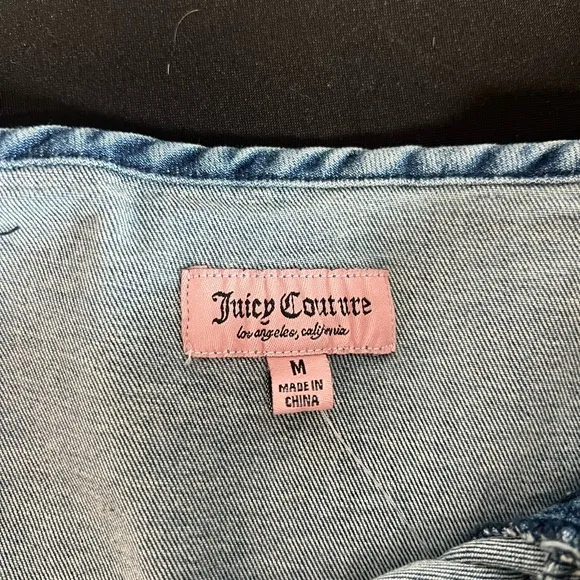 Juicy Couture
los angeles, california
M
MADE IN
CHINA